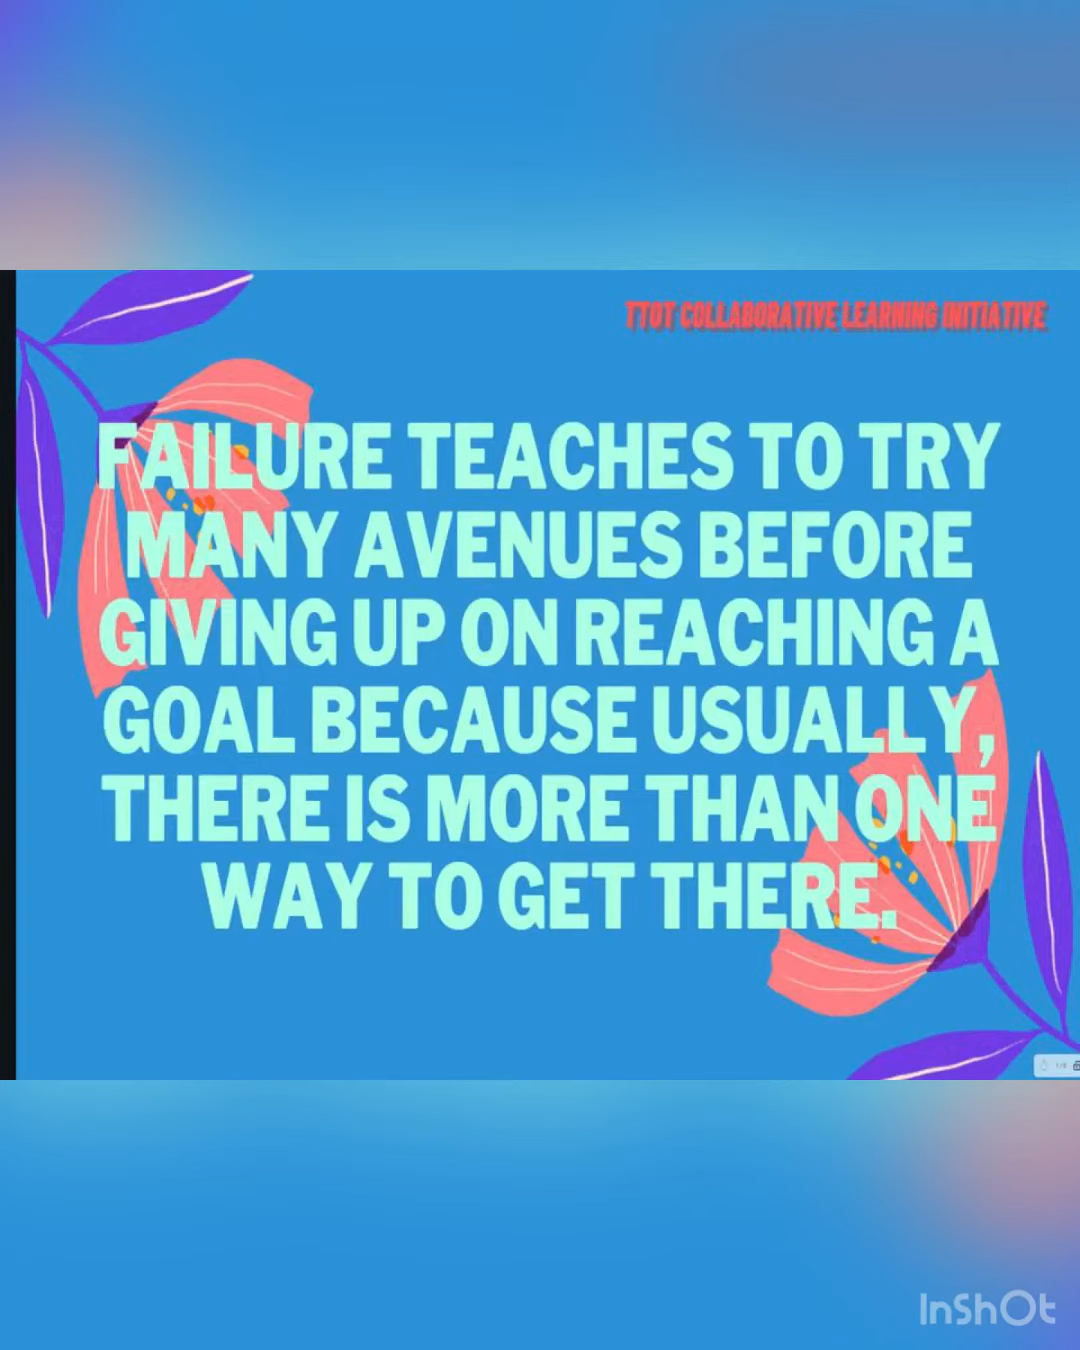 TTOT COLLABORATIVE LEARNING INITIATIVE
FAILURE TEACHES TO TRY
MANY AVENUES BEFORE
GIVING UP ON REACHING A
GOAL BECAUSE USUALLY,
THERE IS MORE THAN ONE
WAY TO GET THERE.
InShOt